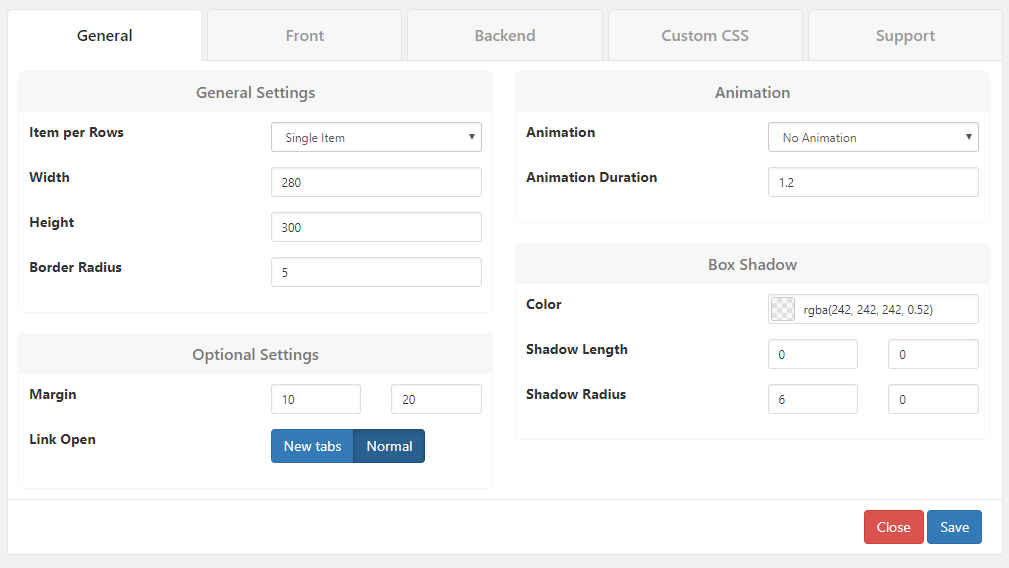 General
Front
Backend
Custom CSS
Support
General Settings
Item per Rows
Single Item
Width
280
Height
300
Border Radius
5
Optional Settings
Margin
10
20
Link Open
New tabs
Normal
Animation
Animation
No Animation
Animation Duration
1.2
Box Shadow
Color
rgba(242, 242, 242, 0.52)
Shadow Length
0
0
Shadow Radius
6
0
Close
Save